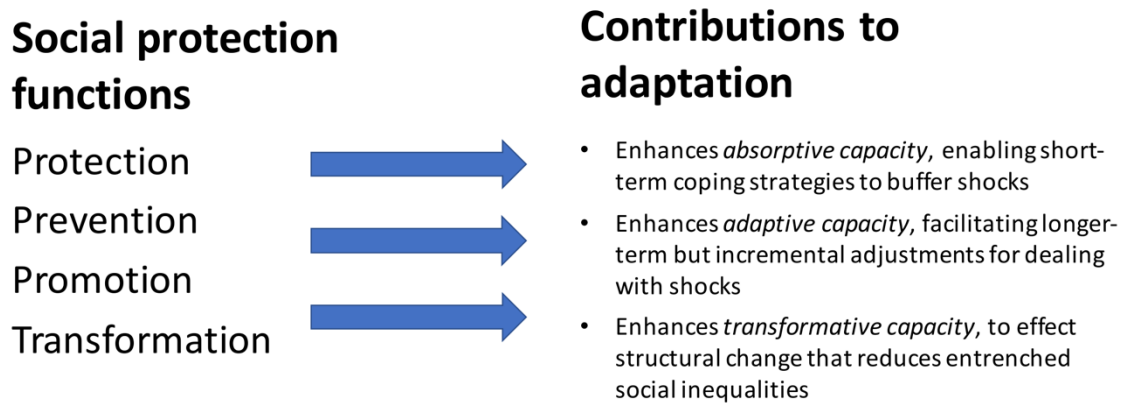 Social protection
functions
Protection
Prevention
Promotion
Transformation
Contributions to
adaptation
• Enhances absorptive capacity, enabling short-
term coping strategies to buffer shocks
• Enhances adaptive capacity, facilitating longer-
term but incremental adjustments for dealing
with shocks
• Enhances transformative capacity, to effect
structural change that reduces entrenched
social inequalities